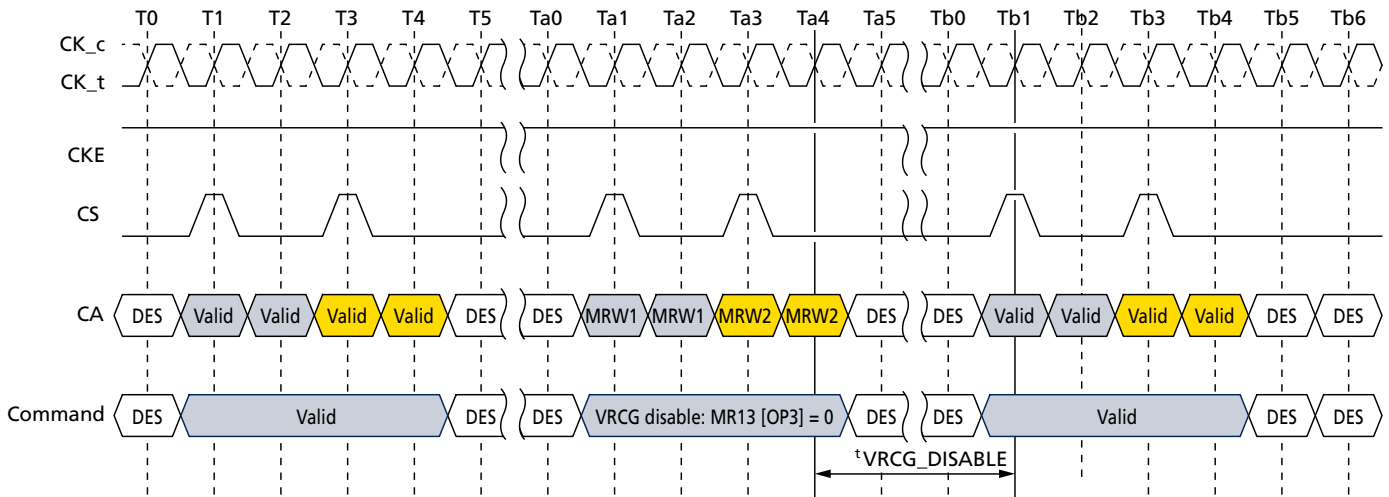 T0 T1 T2 T3 T4 T5 Ta0 Ta1 Ta2 Ta3 Ta4 Ta5 Tb0 Tb1 Tb2 Tb3 Tb4 Tb5 Tb6
CK_c
CK_t
CKE
CS
CA DES Valid Valid Valid Valid DES DES MRW1 MRW1 MRW2 MRW2 DES DES Valid Valid Valid Valid DES DES
Command DES Valid DES DES VRCG disable: MR13 [OP3] = 0 DES DES Valid DES DES
tVRCG_DISABLE